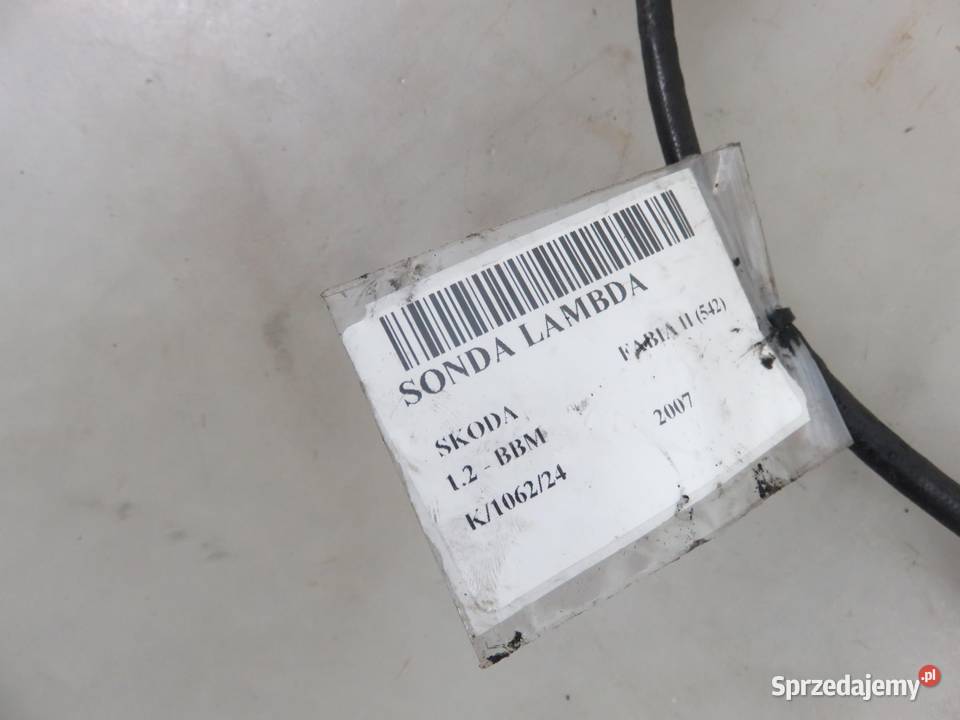 SONDA LAMBDA
SKODA FABIA II (542)
1.2 - BBM 2007
K/1062/24
Sprzedajemy.pl